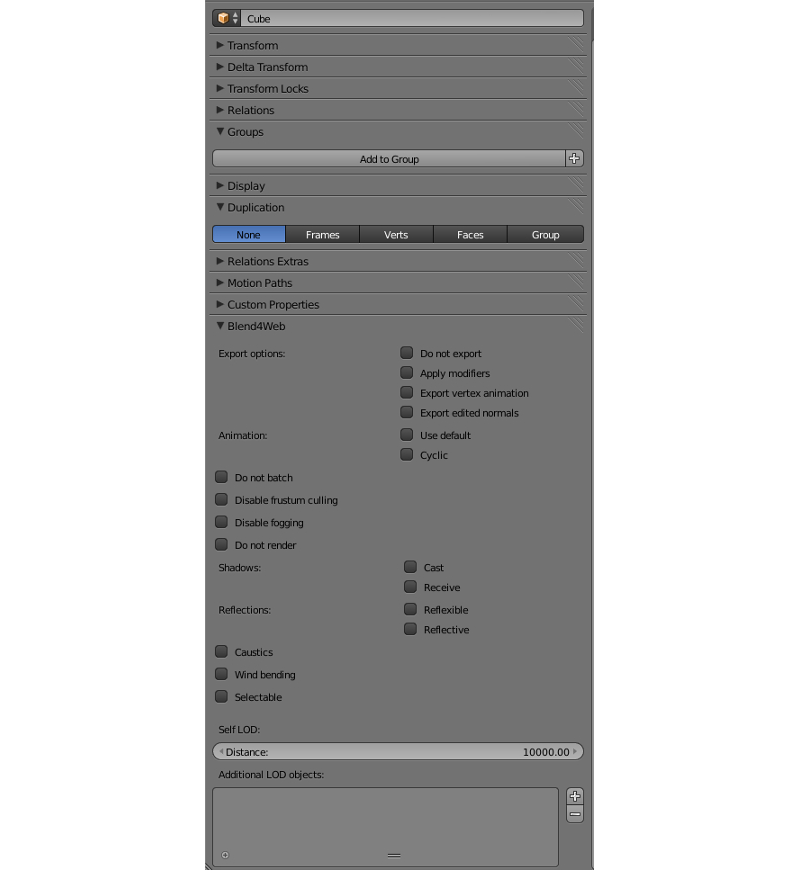 Cube
Transform
Delta Transform
Transform Locks
Relations
Groups
Add to Group
Display
Duplication
None Frames Verts Faces Group
Relations Extras
Motion Paths
Custom Properties
Blend4Web
Export options: Do not export
Apply modifiers
Export vertex animation
Export edited normals
Animation: Use default
Cyclic
Do not batch
Disable frustum culling
Disable fogging
Do not render
Shadows: Cast
Receive
Reflections: Reflexible
Reflective
Caustics
Wind bending
Selectable
Self LOD:
Distance: 10000.00
Additional LOD objects: